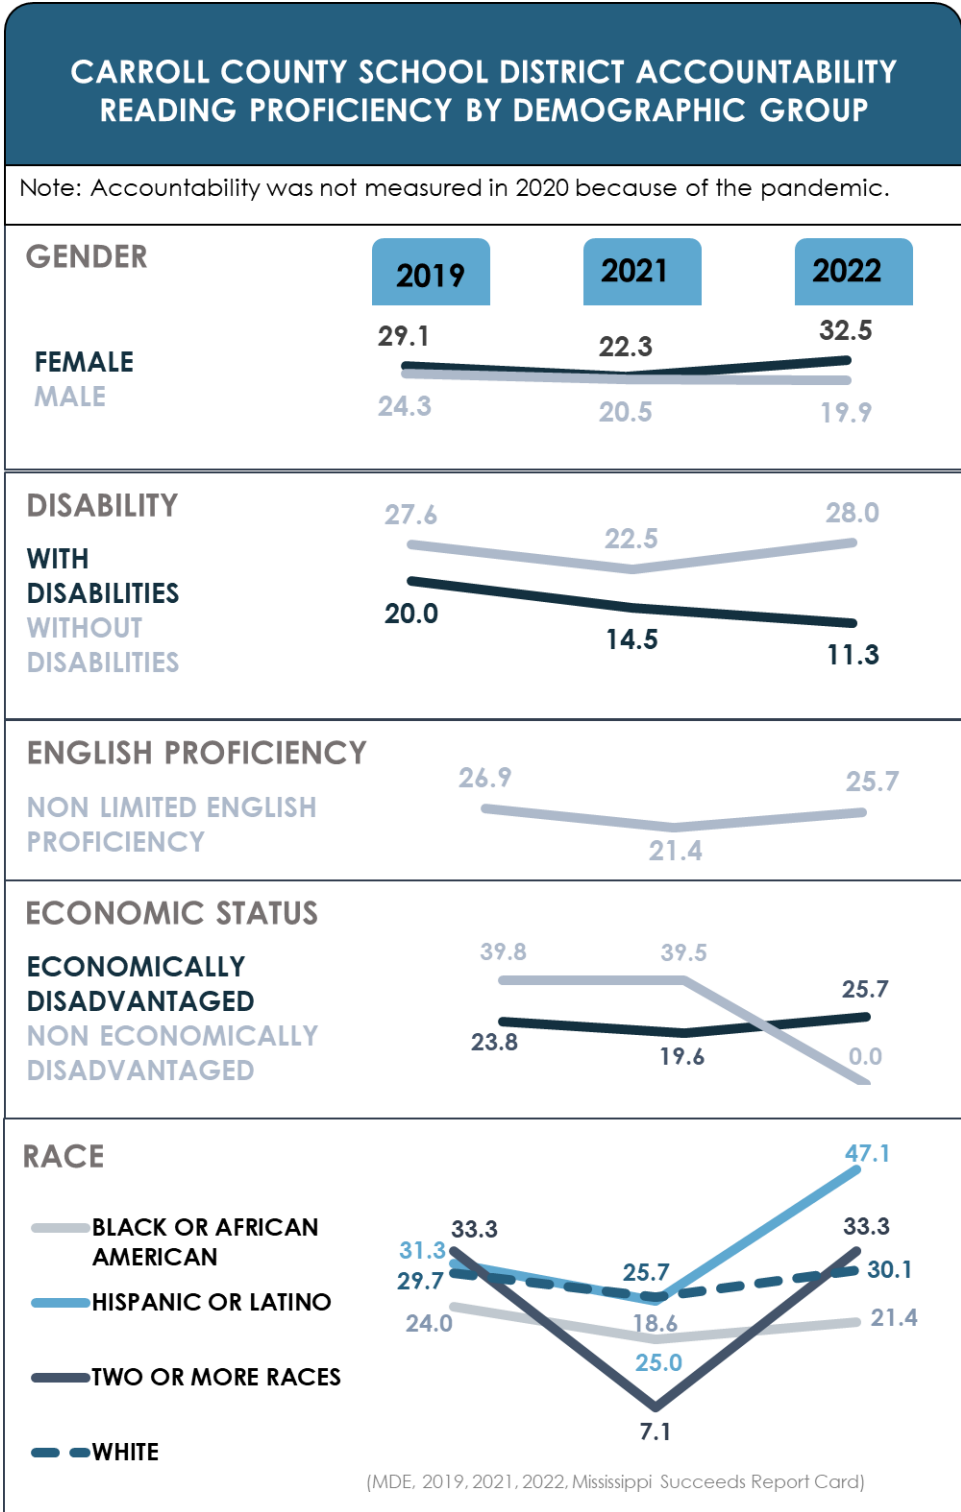 CARROLL COUNTY SCHOOL DISTRICT ACCOUNTABILITY
READING PROFICIENCY BY DEMOGRAPHIC GROUP
Note: Accountability was not measured in 2020 because of the pandemic.
GENDER
2019 2021 2022
29.1 22.3 32.5
FEMALE
MALE
24.3 20.5 19.9
DISABILITY
27.6 22.5 28.0
WITH
DISABILITIES
WITHOUT
DISABILITIES
20.0 14.5 11.3
ENGLISH PROFICIENCY
26.9 21.4 25.7
NON LIMITED ENGLISH
PROFICIENCY
ECONOMIC STATUS
39.8 39.5 0.0
ECONOMICALLY
DISADVANTAGED
NON ECONOMICALLY
DISADVANTAGED
23.8 19.6 25.7
RACE
BLACK OR AFRICAN
AMERICAN
HISPANIC OR LATINO
TWO OR MORE RACES
WHITE
33.3
31.3
29.7
24.0
25.7
18.6
25.0
7.1
47.1
33.3
30.1
21.4
(MDE, 2019, 2021, 2022, Mississippi Succeeds Report Card)